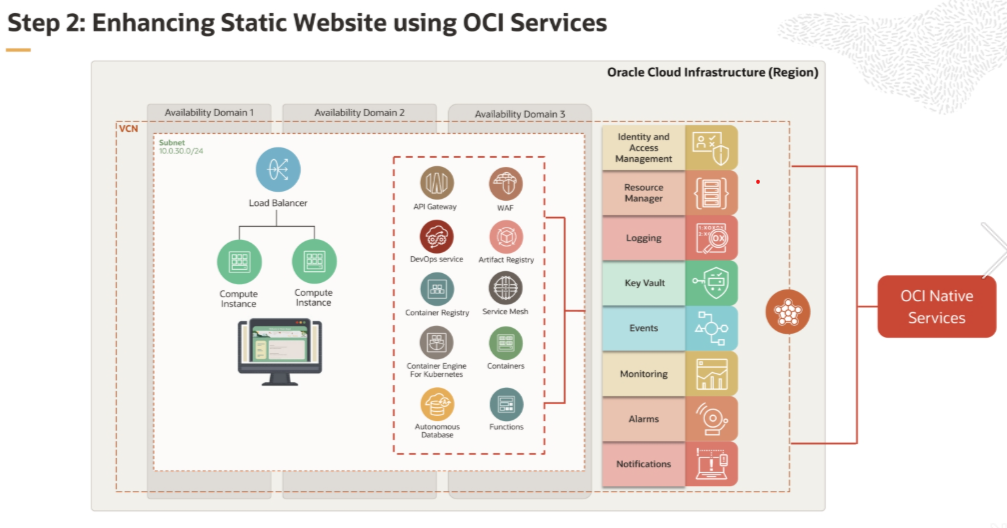 Step 2: Enhancing Static Website using OCI Services
Oracle Cloud Infrastructure (Region)
Availability Domain 1
Availability Domain 2
Availability Domain 3
VCN
Subnet
10.0.30.0/24
Load Balancer
Compute
Instance
Compute
Instance
API Gateway
WAF
DevOps service
Artifact Registry
Container Registry
Service Mesh
Container Engine
For Kubernetes
Containers
Autonomous
Database
Functions
Identity and
Access
Management
Resource
Manager
Logging
Key Vault
Events
Monitoring
Alarms
Notifications
OCI Native
Services